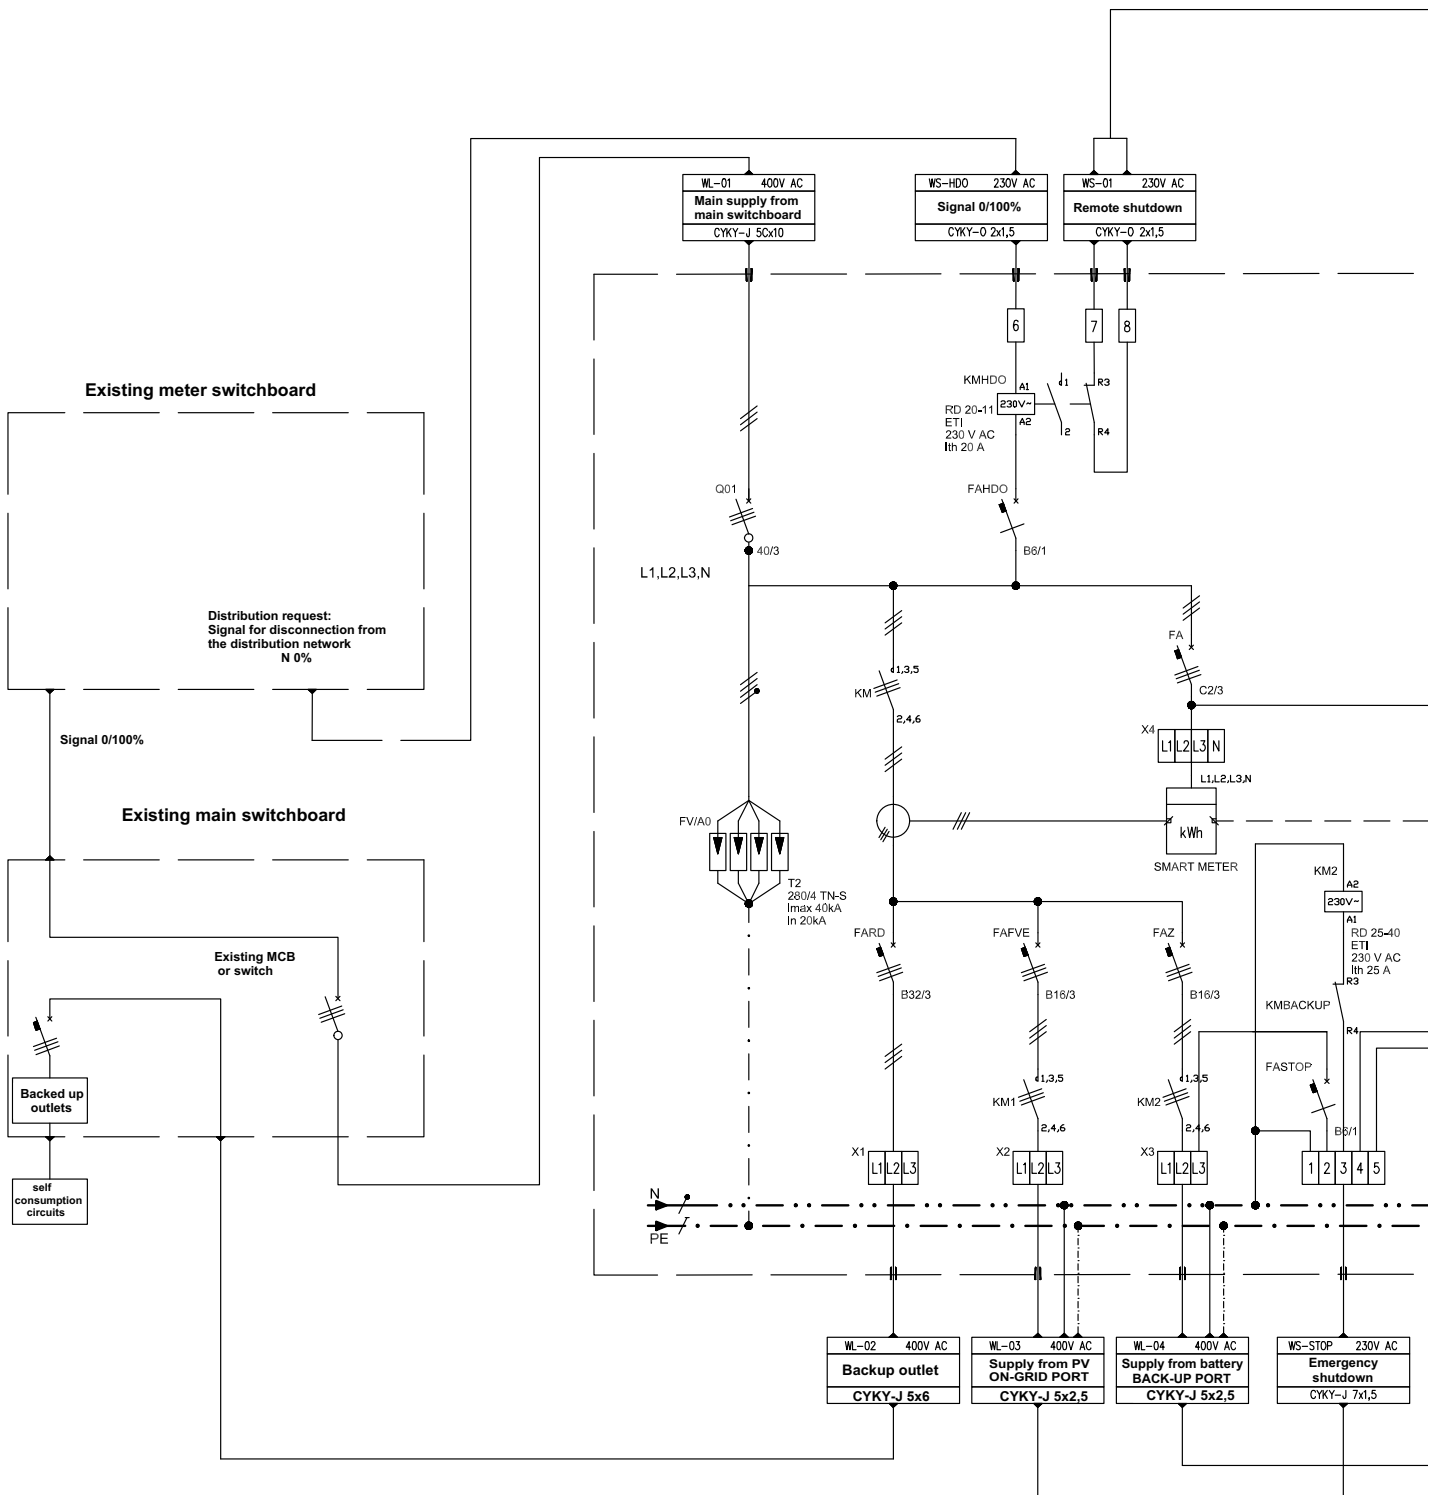 WL-01 400V AC
Main supply from
main switchboard
CYKY-J 5Cx10
WS-HDO 230V AC
Signal 0/100%
CYKY-O 2x1,5
WS-01 230V AC
Remote shutdown
CYKY-O 2x1,5
6
7
8
KMHDO
A1
230V~
A2
RD 20-11
ETI
230 V AC
Ith 20 A
1
2
R3
R4
Existing meter switchboard
Q01
40/3
FAHDO
B6/1
L1,L2,L3,N
Distribution request:
Signal for disconnection from
the distribution network
N 0%
FA
C2/3
KM
1,3,5
2,4,6
Signal 0/100%
X4
L1 L2 L3 N
L1,L2,L3,N
kWh
SMART METER
Existing main switchboard
FV/A0
T2
280/4 TN-S
Imax 40kA
In 20kA
KM2
A2
230V~
A1
RD 25-40
ETI
230 V AC
Ith 25 A
R3
KMBACKUP
R4
Existing MCB
or switch
FARD
B32/3
FAFVE
B16/3
FAZ
B16/3
FASTOP
B6/1
KM1
1,3,5
2,4,6
KM2
1,3,5
2,4,6
Backed up
outlets
self
consumption
circuits
X1
L1 L2 L3
X2
L1 L2 L3
X3
L1 L2 L3
1 2 3 4 5
N
PE
WL-02 400V AC
Backup outlet
CYKY-J 5x6
WL-03 400V AC
Supply from PV
ON-GRID PORT
CYKY-J 5x2,5
WL-04 400V AC
Supply from battery
BACK-UP PORT
CYKY-J 5x2,5
WS-STOP 230V AC
Emergency
shutdown
CYKY-J 7x1,5